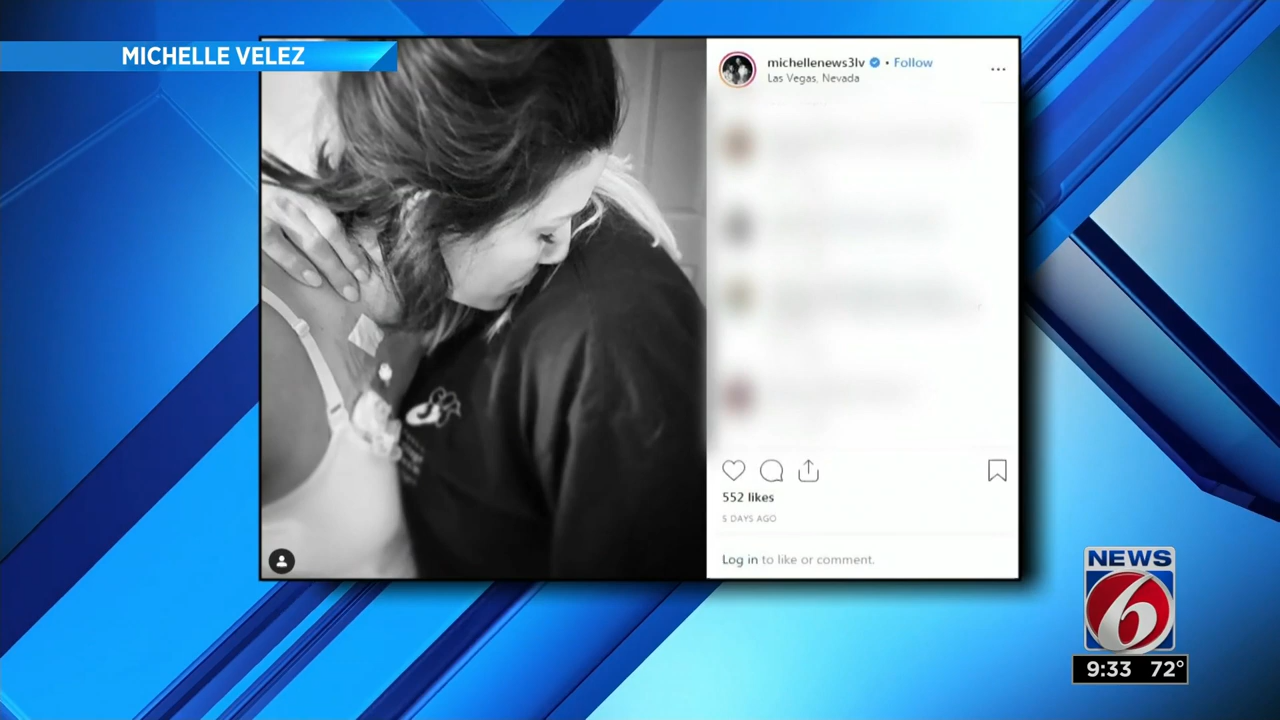 MICHELLE VELEZ
michellenews3lv • Follow
Las Vegas, Nevada
552 likes
5 DAYS AGO
Log in to like or comment.
NEWS
6
9:33 72°